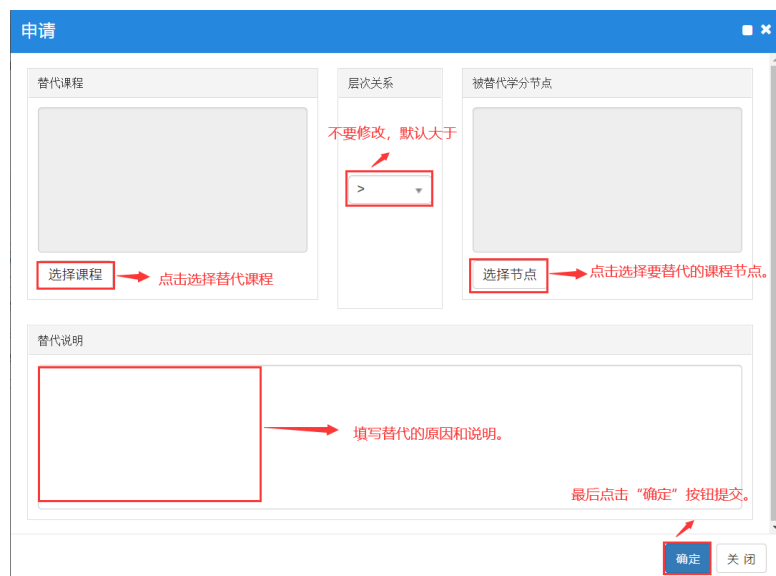 申请
替代课程
层次关系
被替代学分节点
不要修改，默认大于
>
选择课程
点击选择替代课程
选择节点
点击选择要替代的课程节点。
替代说明
填写替代的原因和说明。
最后点击“确定”按钮提交。
确定
关 闭